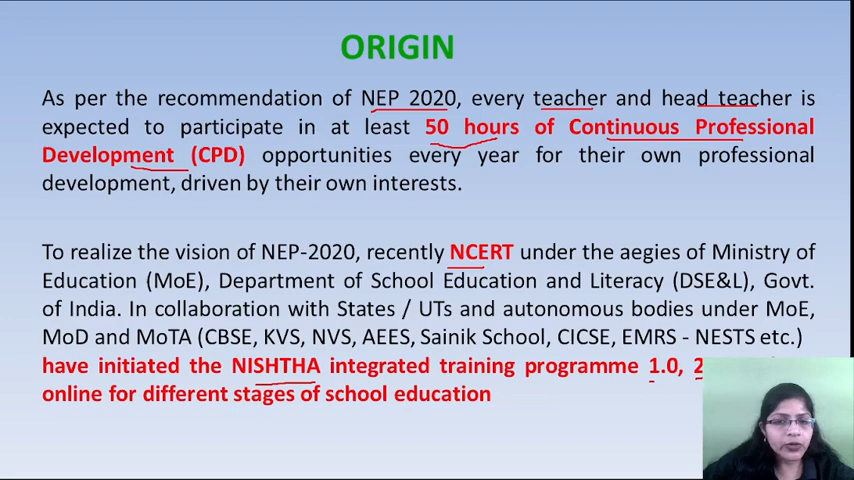 ORIGIN
As per the recommendation of NEP 2020, every teacher and head teacher is
expected to participate in at least 50 hours of Continuous Professional
Development (CPD) opportunities every year for their own professional
development, driven by their own interests.
To realize the vision of NEP-2020, recently NCERT under the aegies of Ministry of
Education (MoE), Department of School Education and Literacy (DSE&L), Govt.
of India. In collaboration with States / UTs and autonomous bodies under MoE,
MoD and MoTA (CBSE, KVS, NVS, AEES, Sainik School, CICSE, EMRS - NESTS etc.)
have initiated the NISHTHA integrated training programme 1.0,
online for different stages of school education